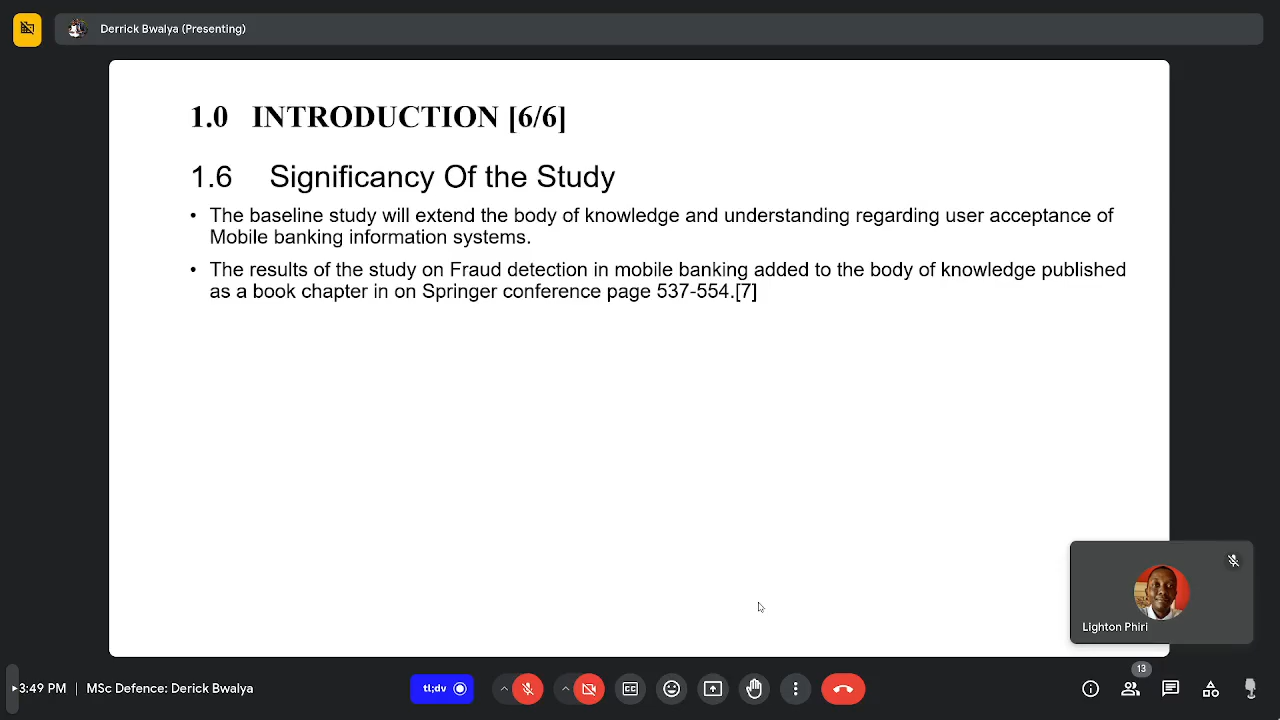 Derrick Bwalya (Presenting)
1.0 INTRODUCTION [6/6]
1.6 Significancy Of the Study
• The baseline study will extend the body of knowledge and understanding regarding user acceptance of
Mobile banking information systems.
• The results of the study on Fraud detection in mobile banking added to the body of knowledge published
as a book chapter in on Springer conference page 537-554.[7]
Lighton Phiri
13
3:49 PM | MSc Defence: Derick Bwalya
tl;dv